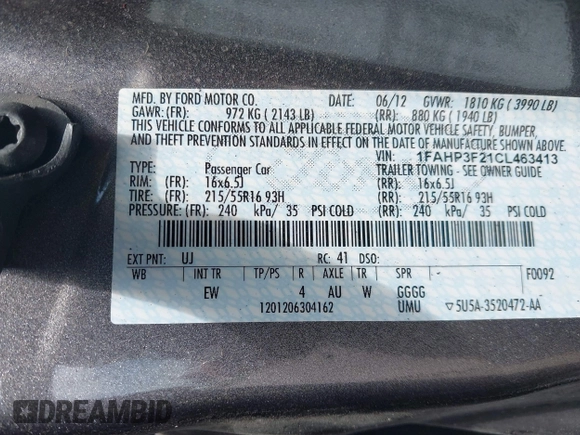 MFD. BY FORD MOTOR CO. DATE: 06/12 GVWR: 1810 KG ( 3990 LB)
GAWR: (FR): 972 KG ( 2143 LB) (RR): 880 KG ( 1940 LB)
THIS VEHICLE CONFORMS TO ALL APPLICABLE FEDERAL MOTOR VEHICLE SAFETY, BUMPER,
AND THEFT PREVENTION STANDARDS IN EFFECT ON THE DATE OF MANUFACTURE SHOWN ABOVE.
VIN: 1FAHP3F21CL463413
TYPE: Passenger Car TRAILER TOWING - SEE OWNER GUIDE
RIM: (FR): 16x6.5J (RR): 16x6.5J
TIRE: (FR): 215/55R16 93H (RR): 215/55R16 93H
PRESSURE: (FR): 240 kPa/ 35 PSI COLD (RR): 240 kPa/ 35 PSI COLD
EXT PNT: UJ RC: 41 DSO:
WB INT TR TP/PS R AXLE TR SPR - F0092
EW 4 AU W GGGG
1201206304162 UMU ▽5U5A-3520472-AA
DREAMBID